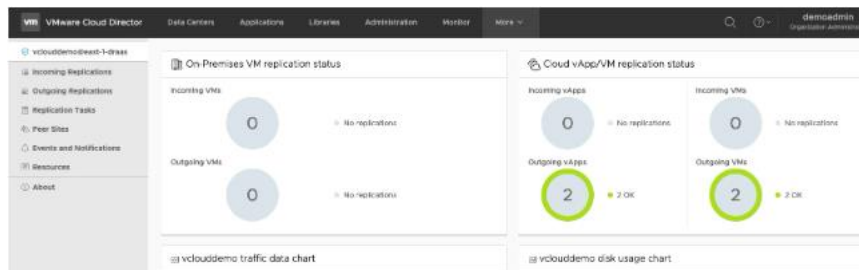 vm VMware Cloud Director Data Centers Applications Libraries Administration Monitor More demoadmin
Organization Administrator
vclouddemo@east-1-draas
Incoming Replications
Outgoing Replications
Replication Tasks
Peer Sites
Events and Notifications
Resources
About
On-Premises VM replication status
Incoming VMs
0 No replications
Outgoing VMs
0 No replications
Cloud vApp/VM replication status
Incoming vApps Incoming VMs
0 No replications 0 No replications
Outgoing vApps Outgoing VMs
2 2 OK 2 2 OK
vclouddemo traffic data chart
vclouddemo disk usage chart